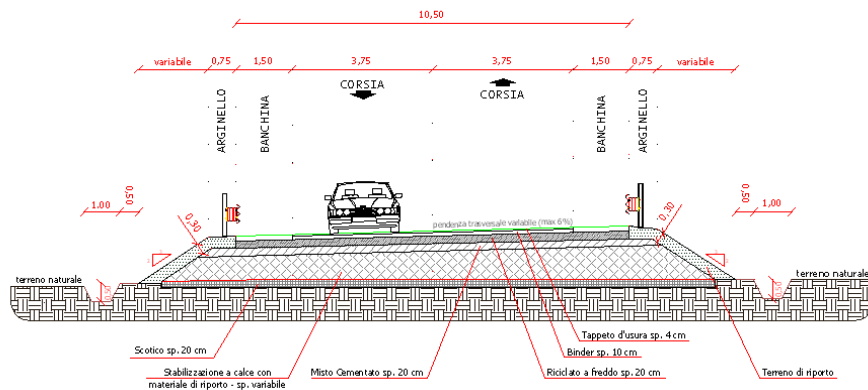 10,50
variabile 0,75 1,50 3,75 3,75 1,50 0,75 variabile
CORSIA CORSIA
ARGINELLO BANCHINA BANCHINA ARGINELLO
1.00 0,50 0,50 1,00
pendenza trasversale variabile (max 6%)
0,30 0,30
terreno naturale terreno naturale
Tappeto d'usura sp. 4 cm
Scotico sp. 20 cm Binder sp. 10 cm
Stabilizzazione a calce con Misto Cementato sp. 20 cm Riciclato a freddo sp. 20 cm Terreno di riporto
materiale di riporto - sp. variabile